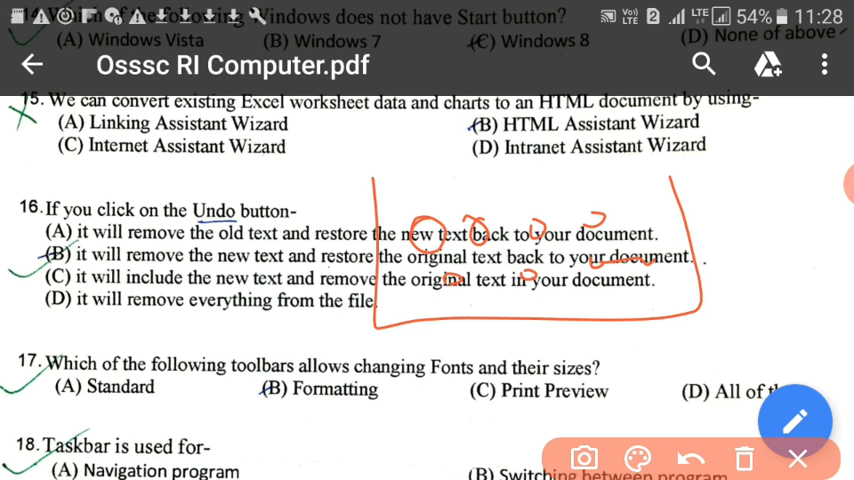 LTE 54% 11:28
Windows does not have Start button?
(A) Windows Vista (B) Windows 7 (C) Windows 8 (D) None of above
Osssc RI Computer.pdf
15. We can convert existing Excel worksheet data and charts to an HTML document by using-
(A) Linking Assistant Wizard (B) HTML Assistant Wizard
(C) Internet Assistant Wizard (D) Intranet Assistant Wizard
16. If you click on the Undo button-
(A) it will remove the old text and restore the new text back to your document.
(B) it will remove the new text and restore the original text back to your document.
(C) it will include the new text and remove the original text in your document.
(D) it will remove everything from the file.
17. Which of the following toolbars allows changing Fonts and their sizes?
(A) Standard (B) Formatting (C) Print Preview (D) All of
18. Taskbar is used for-
(A) Navigation program (B) Switching between program